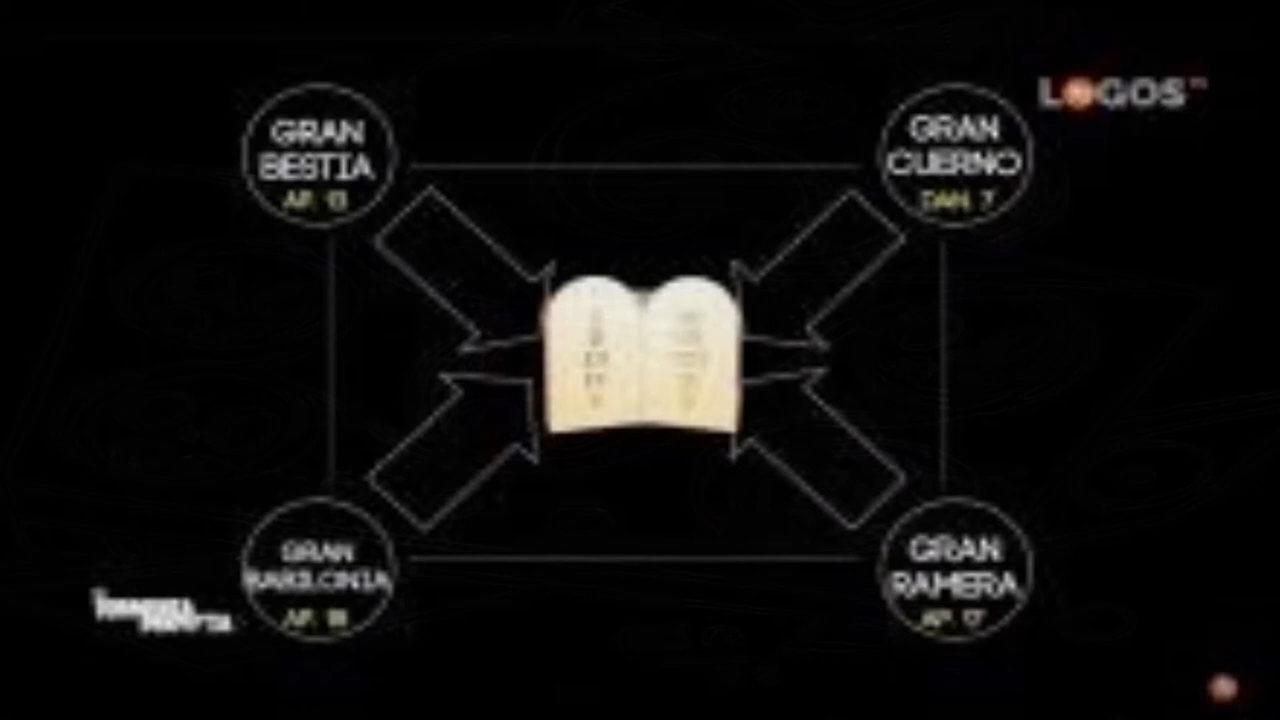 GRAN
BESTIA
AP. 13
GRAN
CUERNO
DAN. 7
LOGOS
GRAN
BABILONIA
AP. 18
GRAN
RAMERA
AP. 17